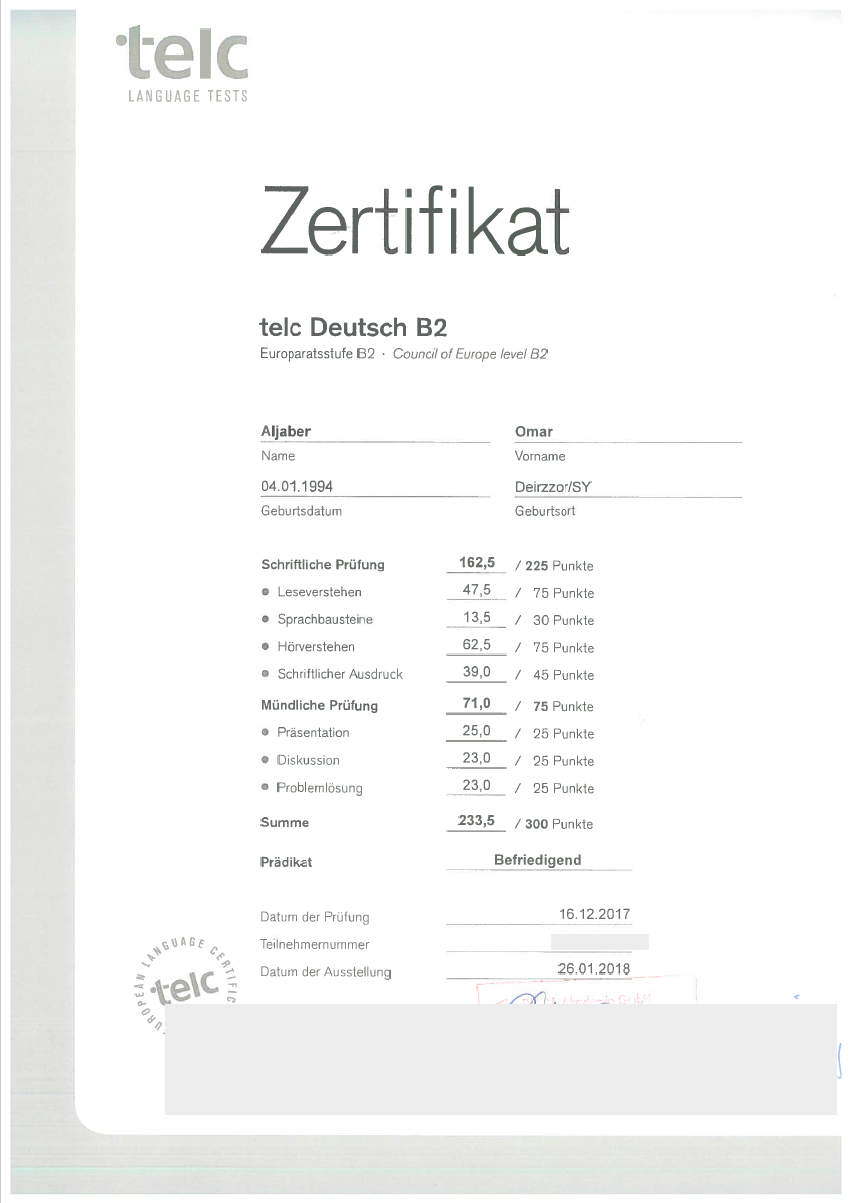 telc
LANGUAGE TESTS
Zertifikat
telc Deutsch B2
Europaratsstufe B2 · Council of Europe level B2
Aljaber Omar
Name Vorname
04.01.1994 Deirzzor/SY
Geburtsdatum Geburtsort
Schriftliche Prüfung 162,5 / 225 Punkte
Leseverstehen 47,5 / 75 Punkte
Sprachbausteine 13,5 / 30 Punkte
Hörverstehen 62,5 / 75 Punkte
Schriftlicher Ausdruck 39,0 / 45 Punkte
Mündliche Prüfung 71,0 / 75 Punkte
Präsentation 25,0 / 25 Punkte
Diskussion 23,0 / 25 Punkte
Problemlösung 23,0 / 25 Punkte
Summe 233,5 / 300 Punkte
Prädikat Befriedigend
Datum der Prüfung 16.12.2017
Teilnehmernummer
Datum der Ausstellung 26.01.2018
LANGUAGE
telc